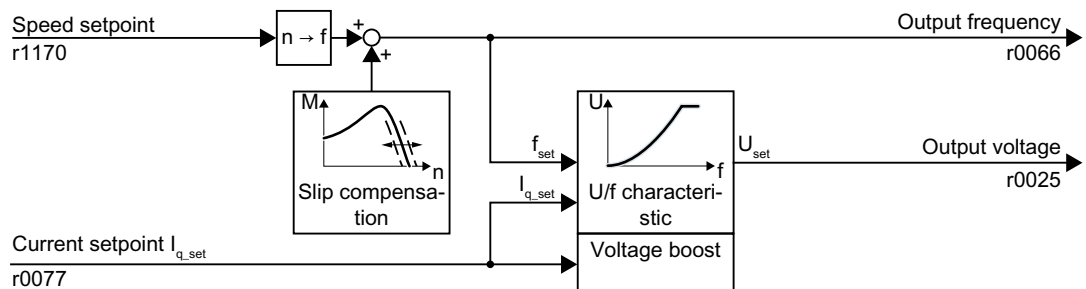 Speed setpoint
r1170
n → f
+
+
Output frequency
r0066
M
n
Slip compensa-
tion
f_set
I_q_set
U
f
U/f characteri-
stic
Voltage boost
U_set
Output voltage
r0025
Current setpoint I_q_set
r0077